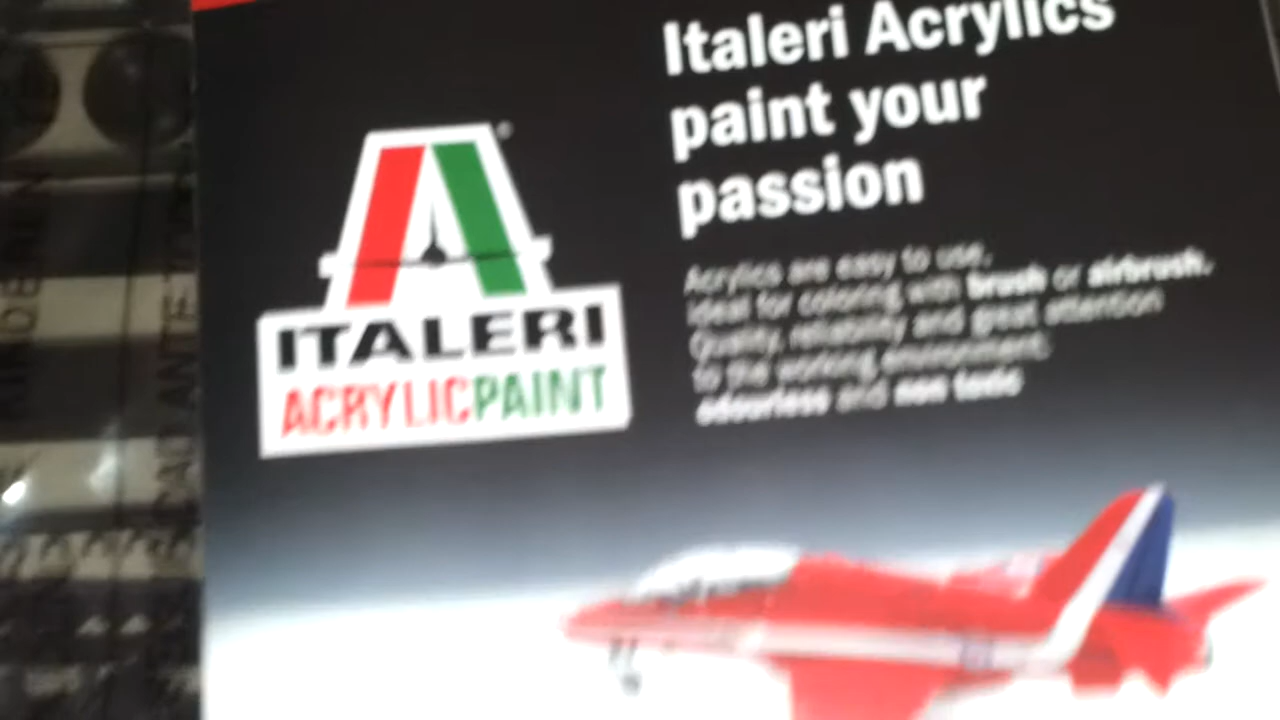 Italeri Acrylics
paint your
passion
Acrylics are easy to use,
ideal for coloring with brush or airbrush.
Quality, reliability and great attention
to the working environment:
odourless and non toxic
ITALERI
ACRYLICPAINT